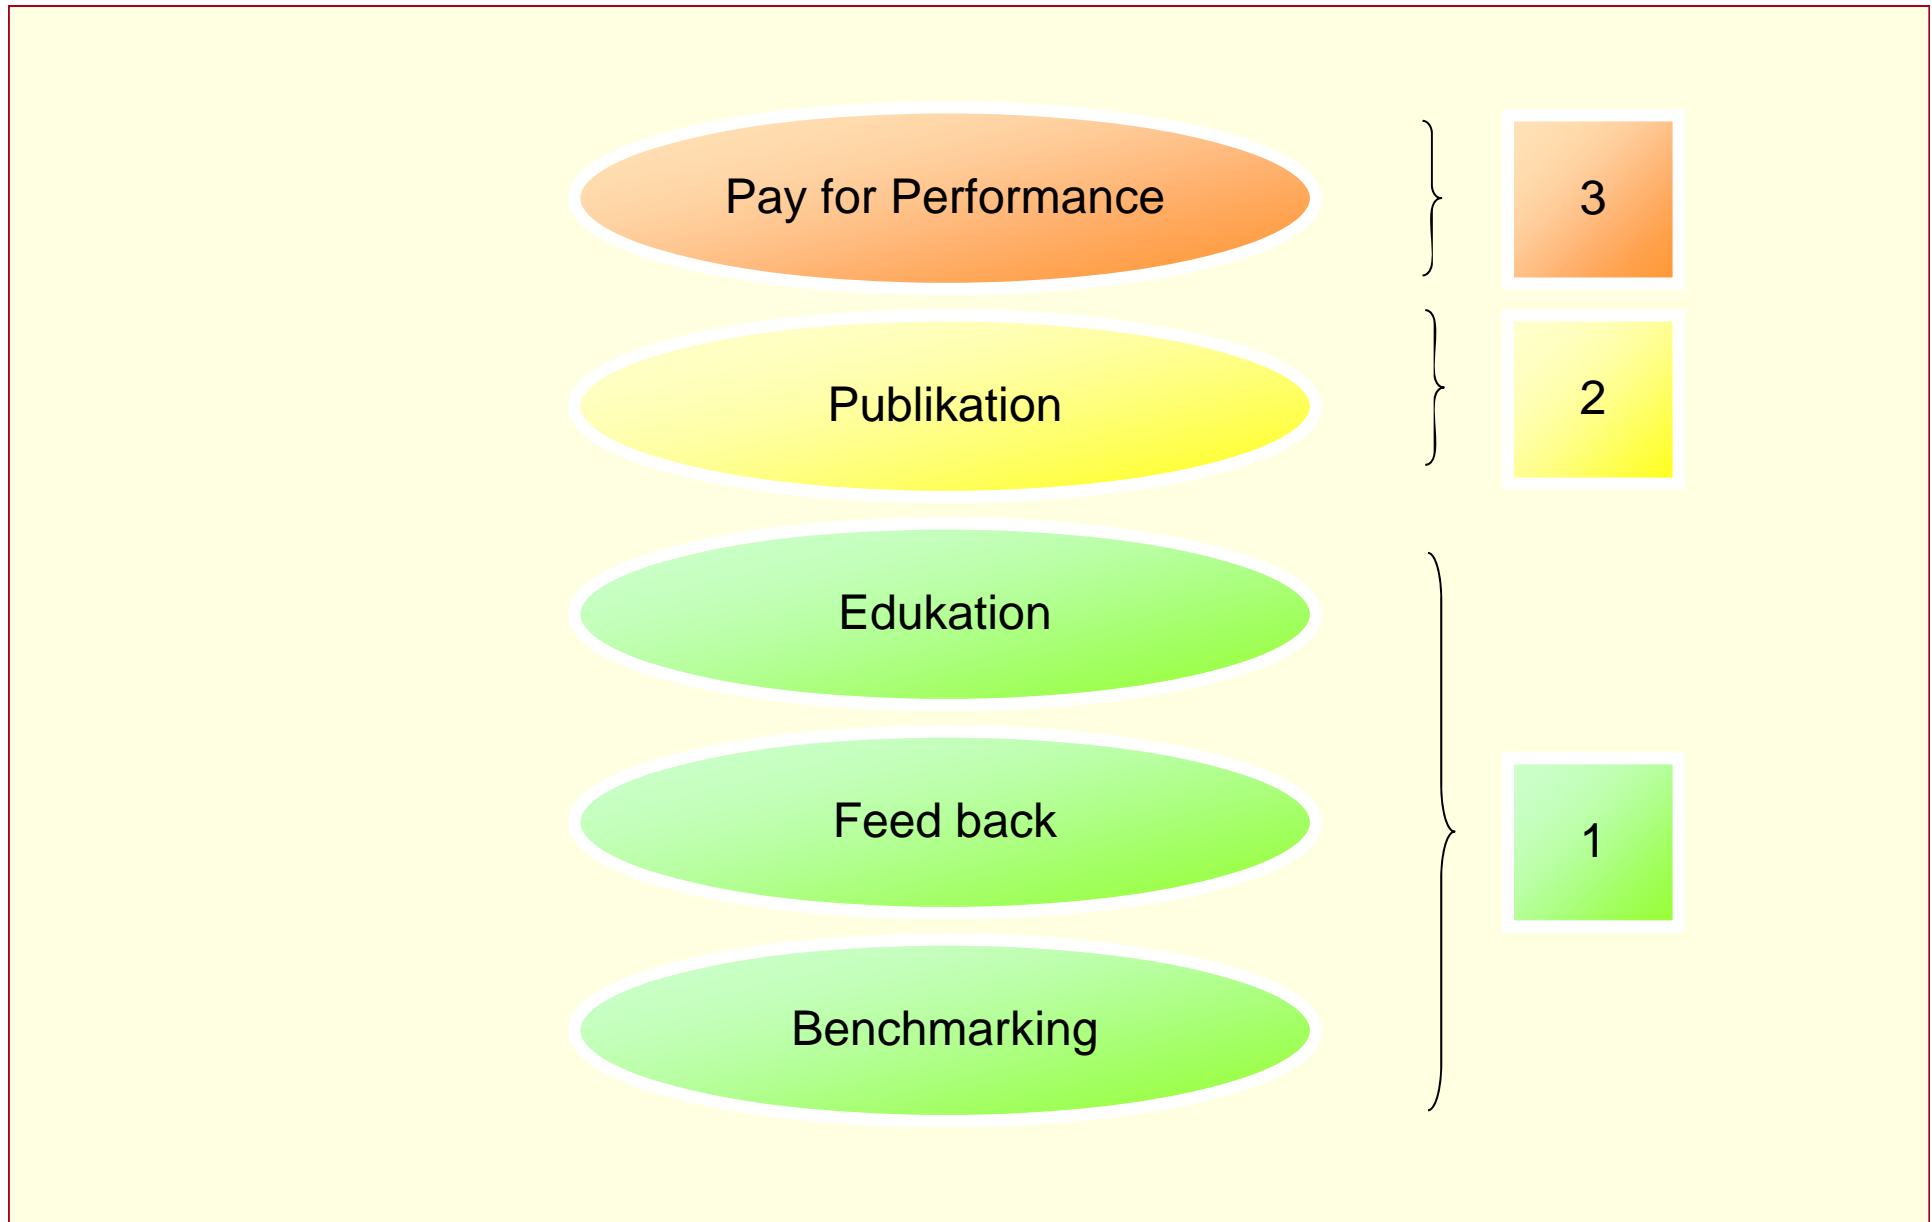 Pay for Performance
3
Publikation
2
Edukation
Feed back
1
Benchmarking